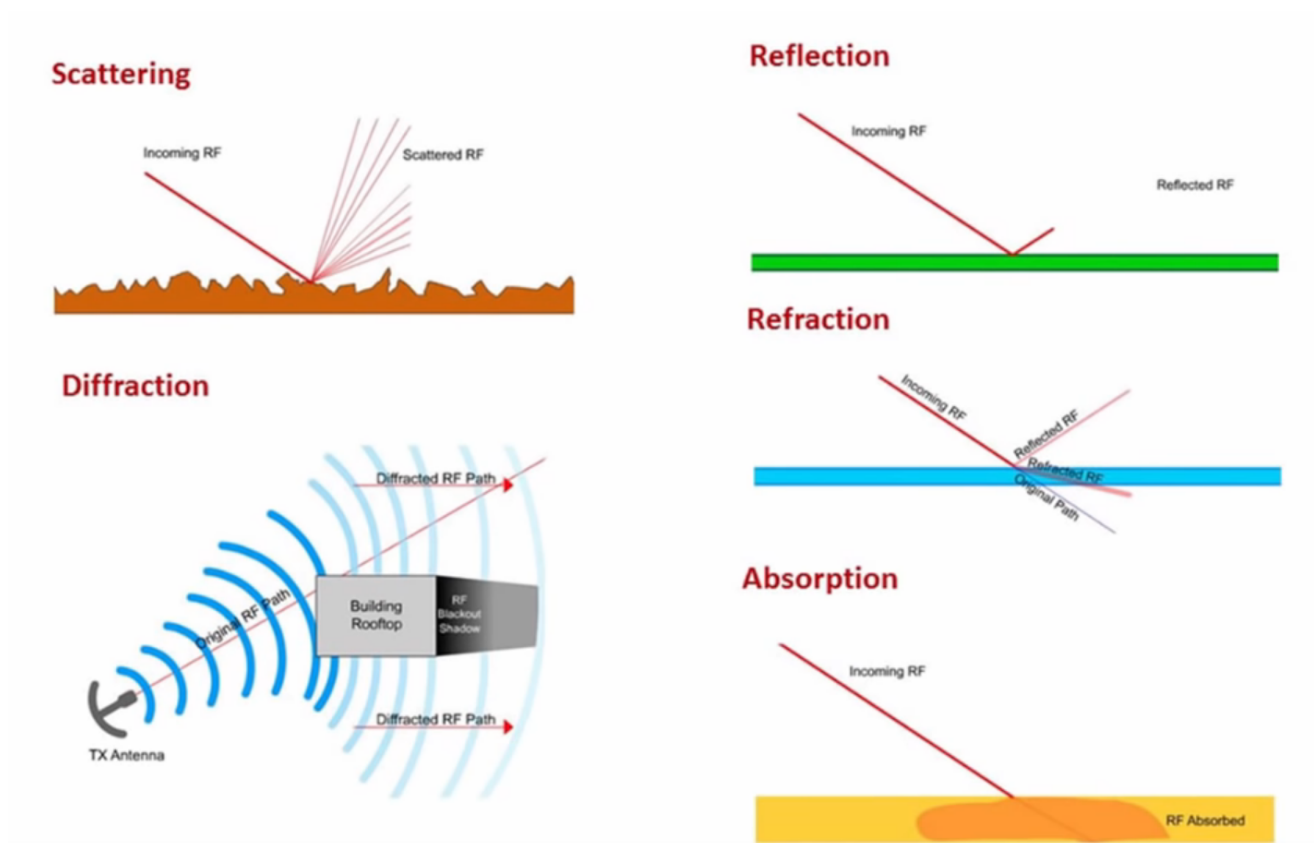 Scattering
Incoming RF
Scattered RF
Diffraction
Diffracted RF Path
Original RF Path
Building
Rooftop
RF
Blackout
Shadow
Diffracted RF Path
TX Antenna
Reflection
Incoming RF
Reflected RF
Refraction
Incoming RF
Reflected RF
Refracted RF
Original Path
Absorption
Incoming RF
RF Absorbed